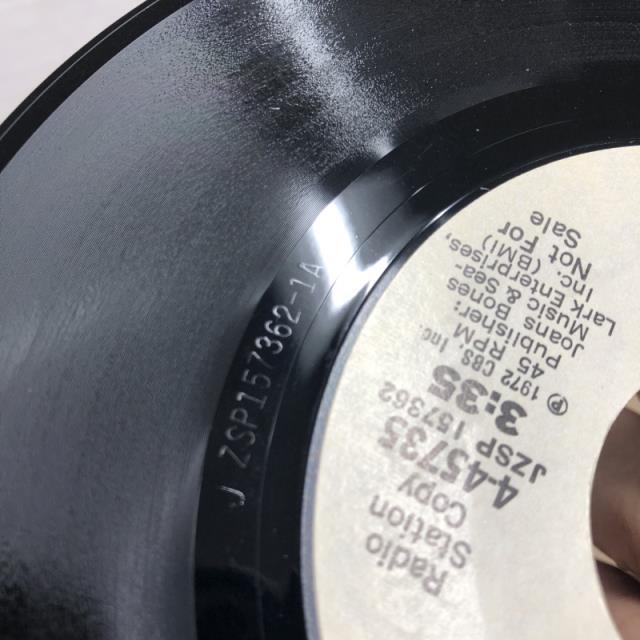 J ZSP157362-1A
Radio
Station
Copy
4-45735
JZSP 157362
3:35
℗ 1972 CBS Inc.
45 RPM
Publisher:
Joans Bones
Music & Sea-
Lark Enterprises,
Inc (BMI)
Not For
Sale